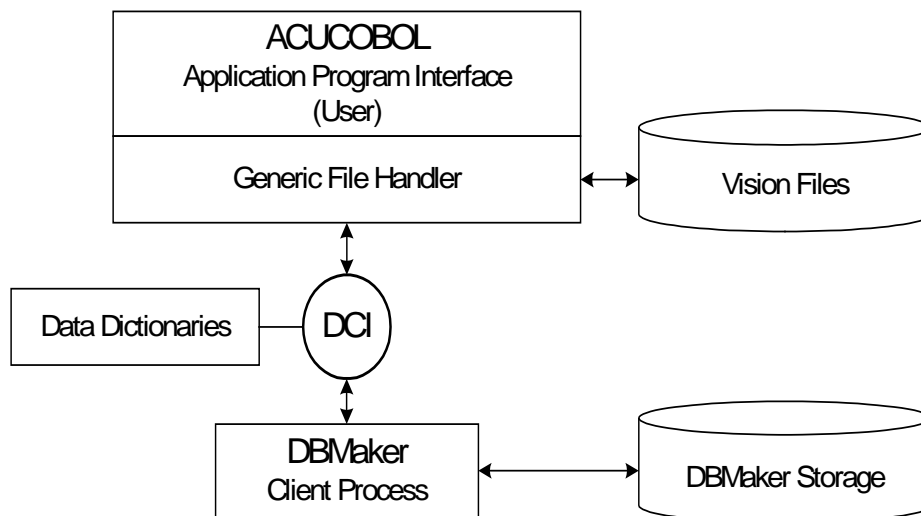 ACUCOBOL
Application Program Interface
(User)
Generic File Handler
Vision Files
Data Dictionaries
DCI
DBMaker
Client Process
DBMaker Storage